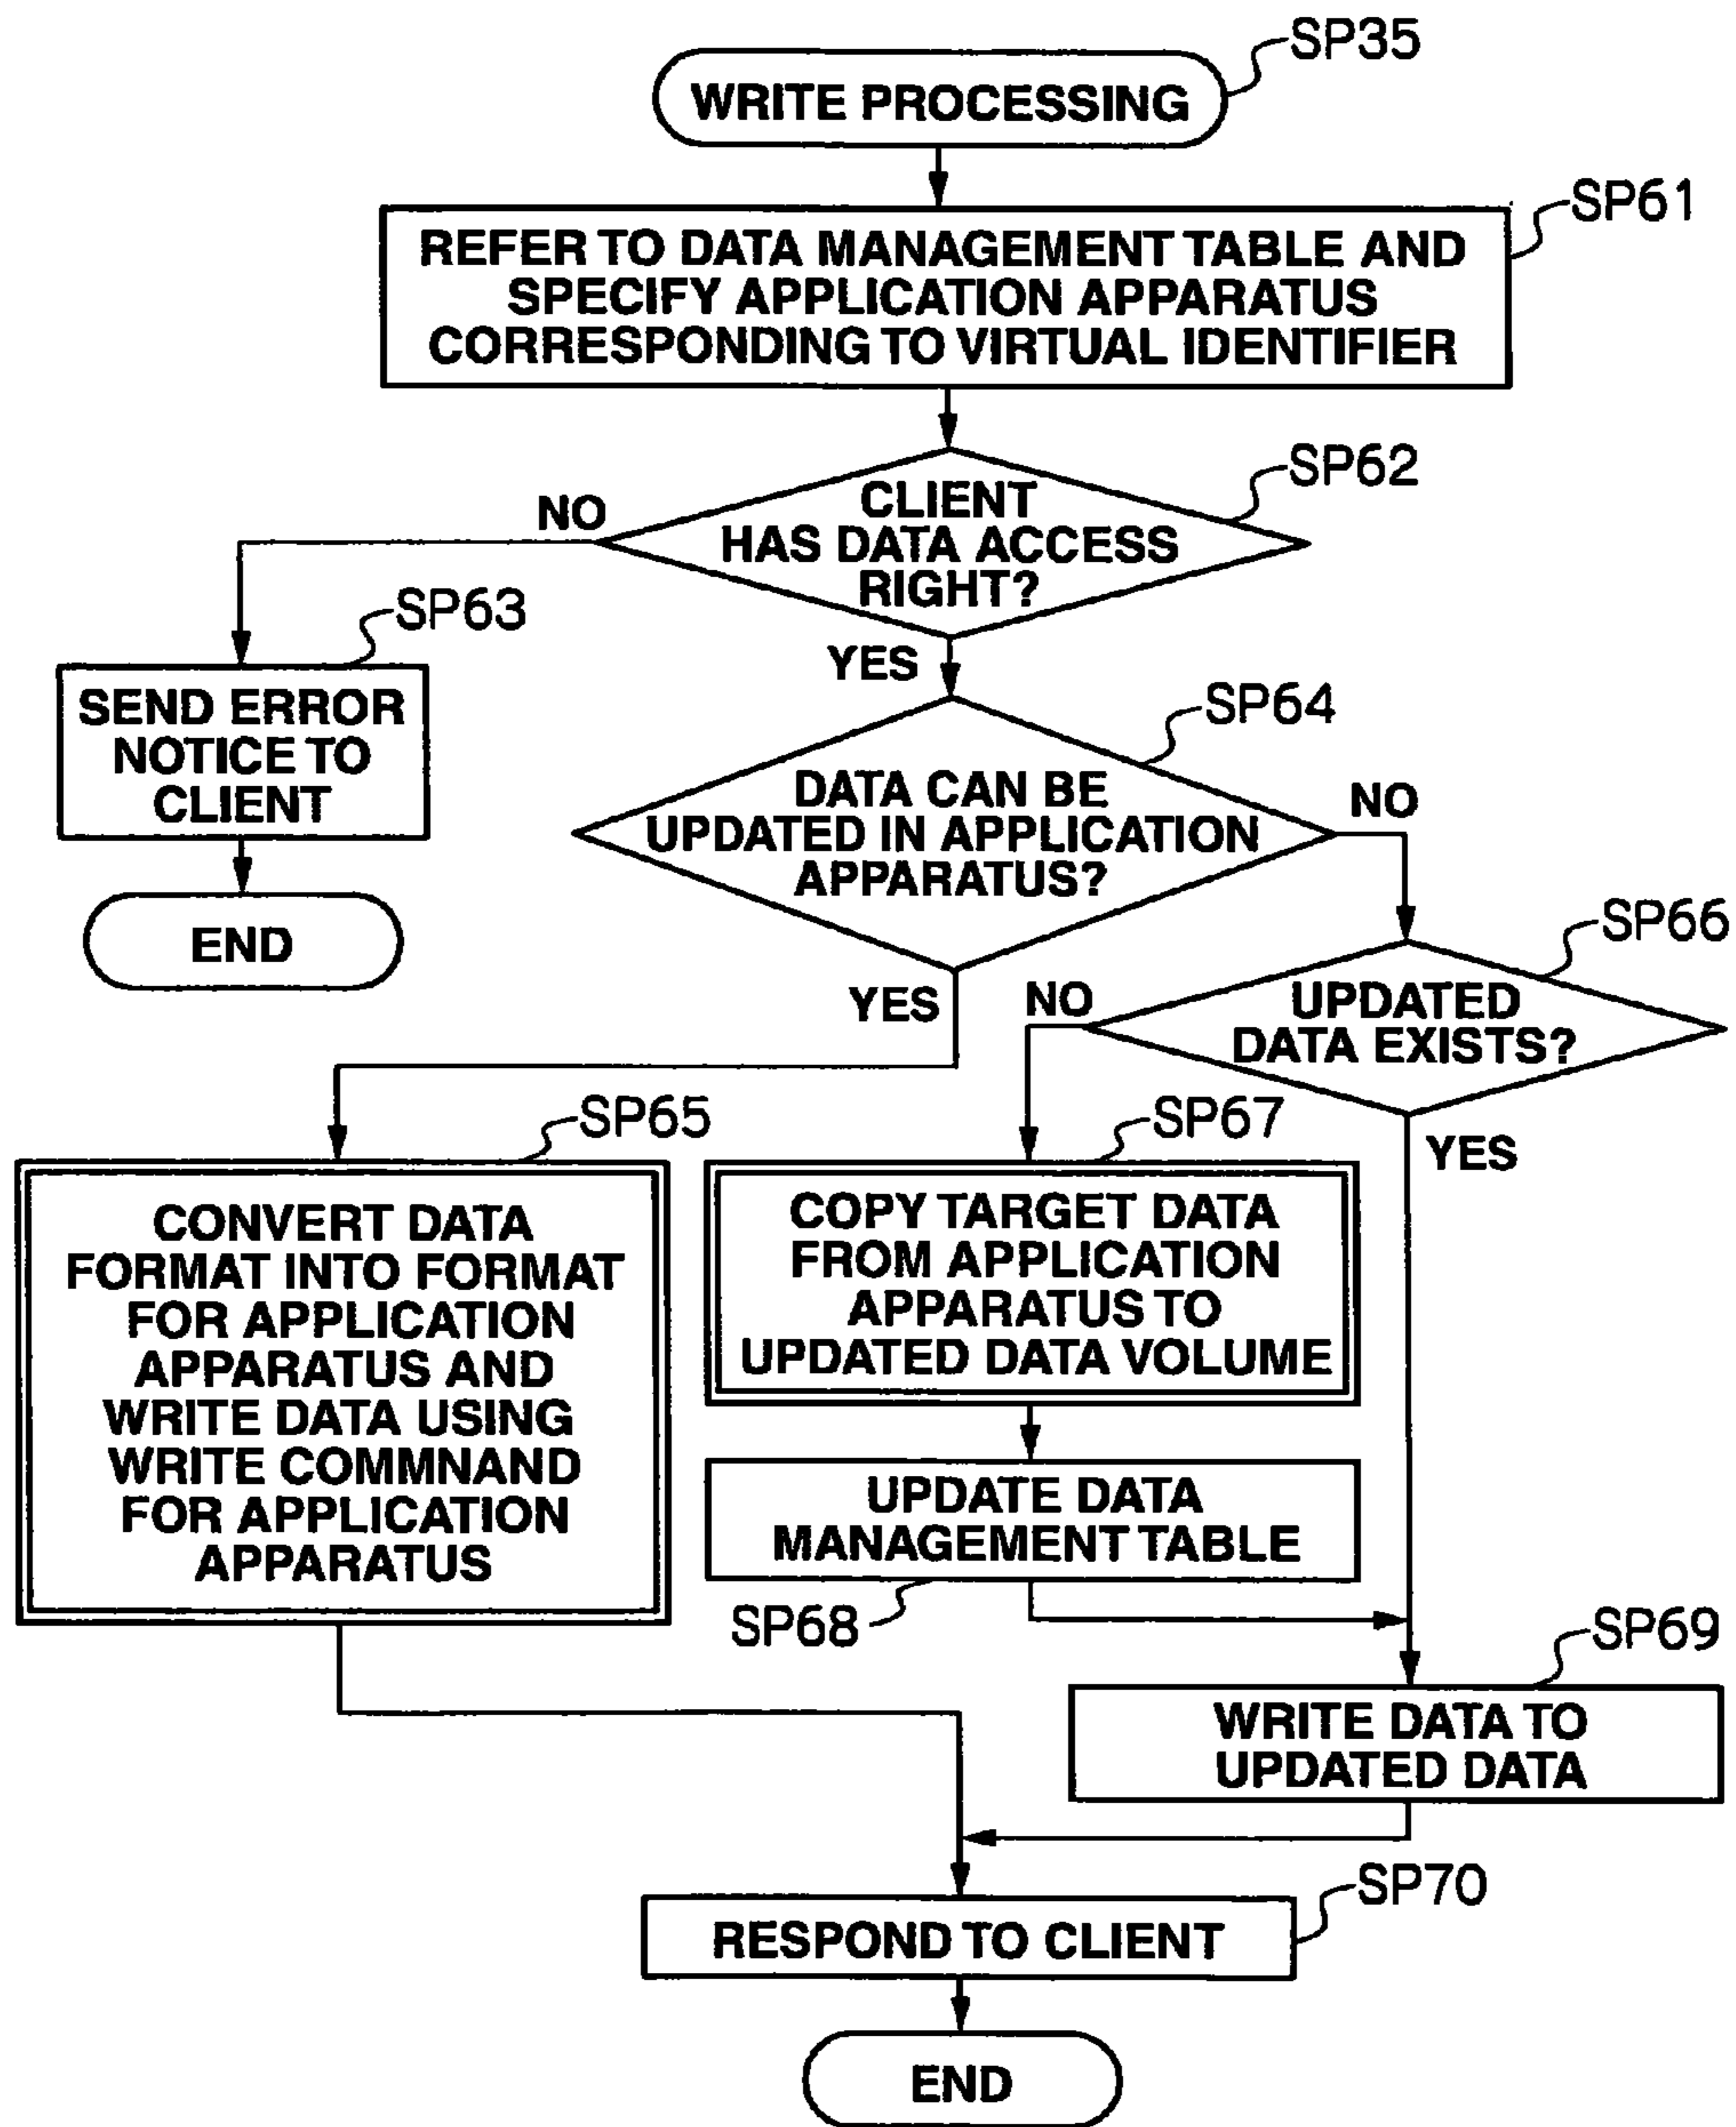 SP35
WRITE PROCESSING
SP61
REFER TO DATA MANAGEMENT TABLE AND
SPECIFY APPLICATION APPARATUS
CORRESPONDING TO VIRTUAL IDENTIFIER
SP62
CLIENT
HAS DATA ACCESS
RIGHT?
NO
YES
SP63
SEND ERROR
NOTICE TO
CLIENT
END
SP64
DATA CAN BE
UPDATED IN APPLICATION
APPARATUS?
NO
YES
SP66
UPDATED
DATA EXISTS?
NO
YES
SP65
CONVERT DATA
FORMAT INTO FORMAT
FOR APPLICATION
APPARATUS AND
WRITE DATA USING
WRITE COMMNAND
FOR APPLICATION
APPARATUS
SP67
COPY TARGET DATA
FROM APPLICATION
APPARATUS TO
UPDATED DATA VOLUME
UPDATE DATA
MANAGEMENT TABLE
SP68
SP69
WRITE DATA TO
UPDATED DATA
SP70
RESPOND TO CLIENT
END